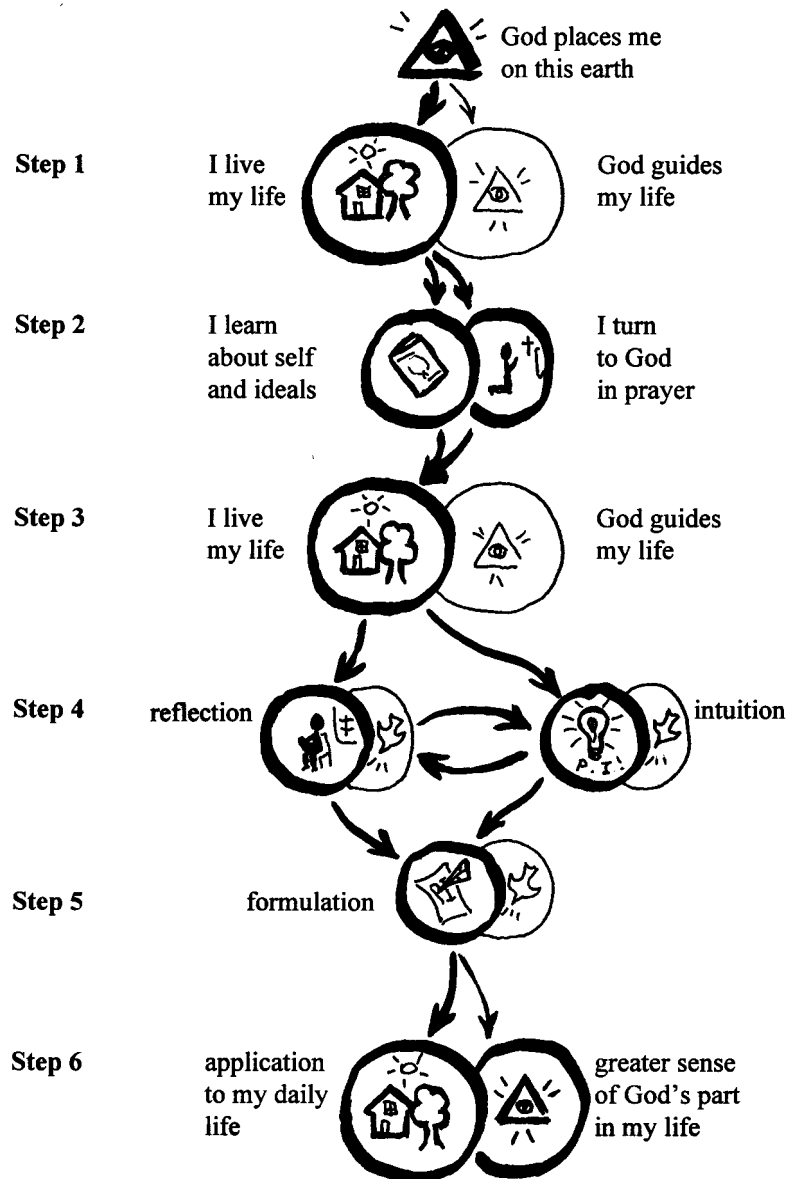 God places me
on this earth
Step 1
I live
my life
God guides
my life
Step 2
I learn
about self
and ideals
I turn
to God
in prayer
Step 3
I live
my life
God guides
my life
Step 4
reflection
intuition
P. I!
Step 5
formulation
Step 6
application
to my daily
life
greater sense
of God's part
in my life